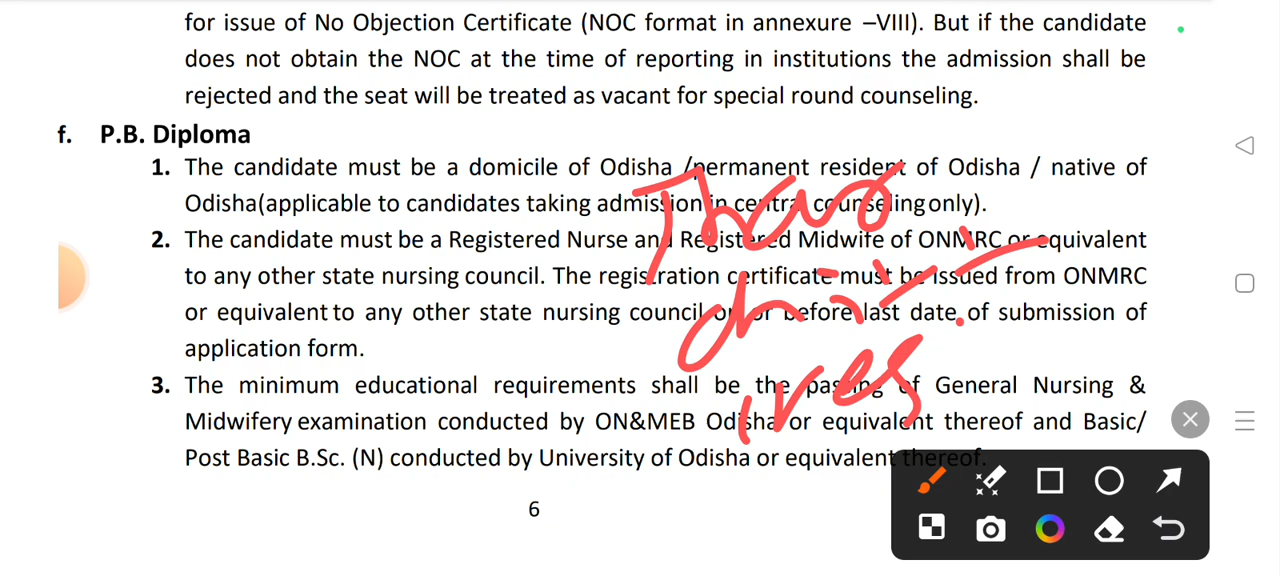 for issue of No Objection Certificate (NOC format in annexure –VIII). But if the candidate
does not obtain the NOC at the time of reporting in institutions the admission shall be
rejected and the seat will be treated as vacant for special round counseling.
f. P.B. Diploma
1. The candidate must be a domicile of Odisha /permanent resident of Odisha / native of
Odisha(applicable to candidates taking admission in central counseling only).
2. The candidate must be a Registered Nurse and Registered Midwife of ONMRC or equivalent
to any other state nursing council. The registration certificate must be issued from ONMRC
or equivalent to any other state nursing council on or before last date of submission of
application form.
3. The minimum educational requirements shall be the passing of General Nursing &
Midwifery examination conducted by ON&MEB Odisha or equivalent thereof and Basic/
Post Basic B.Sc. (N) conducted by University of Odisha or equivalent thereof.
6